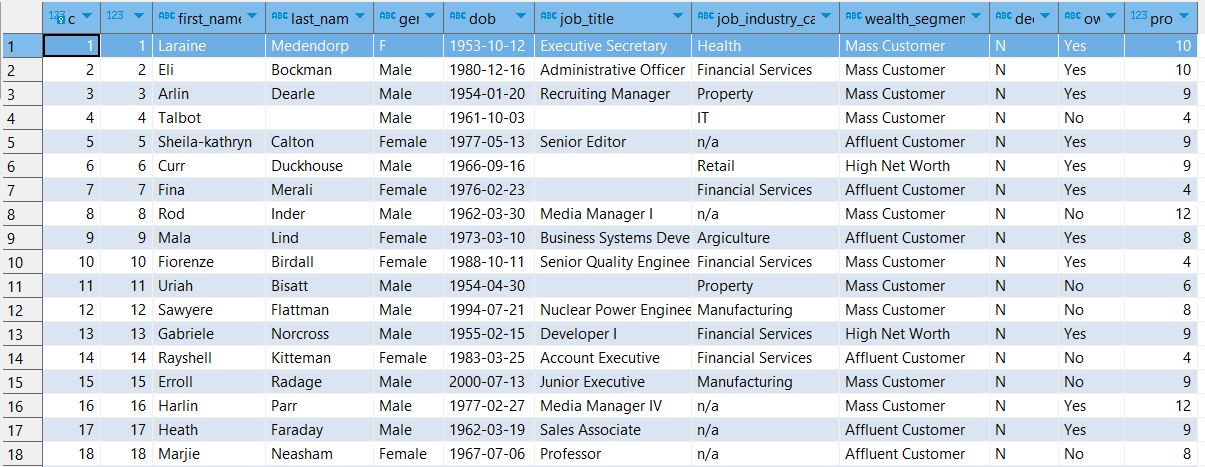 123 c 123 ABC first_name ABC last_nam ABC ger ABC dob ABC job_title ABC job_industry_ca ABC wealth_segmen ABC de ABC ow 123 pro
1 1 1 Laraine Medendorp F 1953-10-12 Executive Secretary Health Mass Customer N Yes 10
2 2 2 Eli Bockman Male 1980-12-16 Administrative Officer Financial Services Mass Customer N Yes 10
3 3 3 Arlin Dearle Male 1954-01-20 Recruiting Manager Property Mass Customer N Yes 9
4 4 4 Talbot Male 1961-10-03 IT Mass Customer N No 4
5 5 5 Sheila-kathryn Calton Female 1977-05-13 Senior Editor n/a Affluent Customer N Yes 9
6 6 6 Curr Duckhouse Male 1966-09-16 Retail High Net Worth N Yes 9
7 7 7 Fina Merali Female 1976-02-23 Financial Services Affluent Customer N Yes 4
8 8 8 Rod Inder Male 1962-03-30 Media Manager I n/a Mass Customer N No 12
9 9 9 Mala Lind Female 1973-03-10 Business Systems Deve Argiculture Affluent Customer N Yes 8
10 10 10 Fiorenze Birdall Female 1988-10-11 Senior Quality Enginee Financial Services Mass Customer N Yes 4
11 11 11 Uriah Bisatt Male 1954-04-30 Property Mass Customer N No 6
12 12 12 Sawyere Flattman Male 1994-07-21 Nuclear Power Enginee Manufacturing Mass Customer N No 8
13 13 13 Gabriele Norcross Male 1955-02-15 Developer I Financial Services High Net Worth N Yes 9
14 14 14 Rayshell Kitteman Female 1983-03-25 Account Executive Financial Services Affluent Customer N No 4
15 15 15 Erroll Radage Male 2000-07-13 Junior Executive Manufacturing Mass Customer N No 9
16 16 16 Harlin Parr Male 1977-02-27 Media Manager IV n/a Mass Customer N Yes 12
17 17 17 Heath Faraday Male 1962-03-19 Sales Associate n/a Affluent Customer N Yes 9
18 18 18 Marjie Neasham Female 1967-07-06 Professor n/a Affluent Customer N No 8